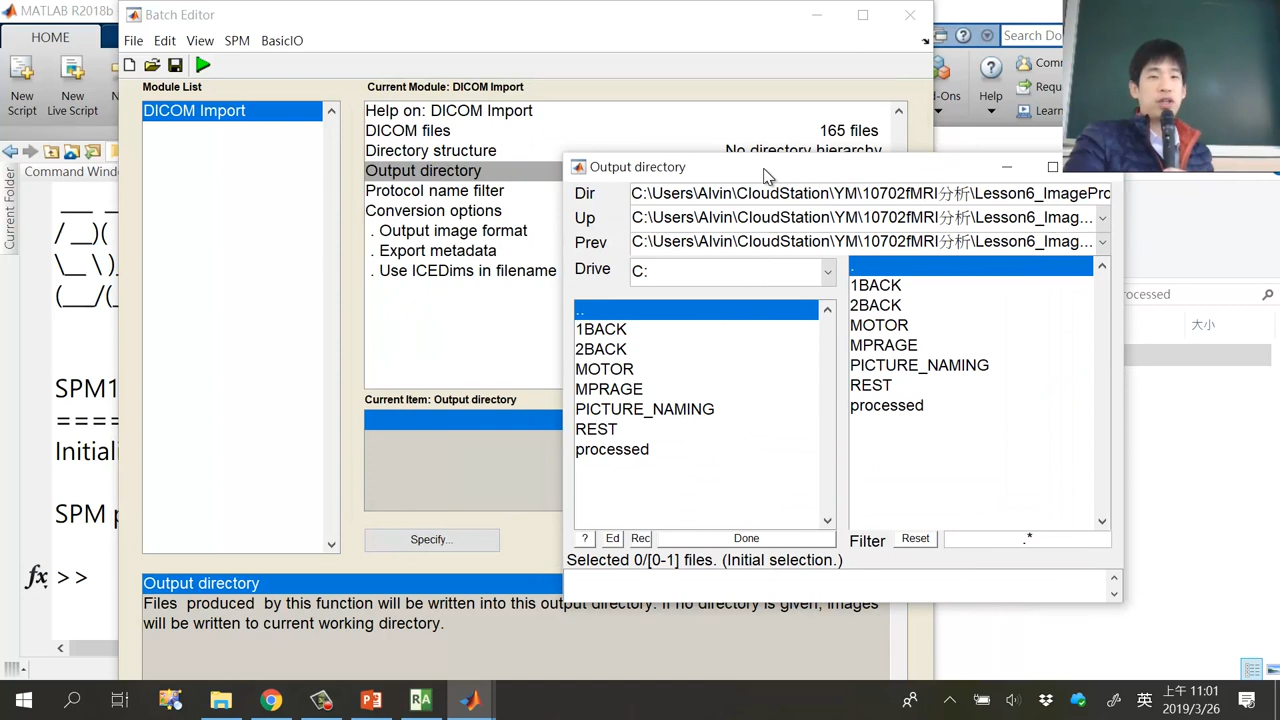 MATLAB R2018b
HOME
New
Script
New
Live Script
Current Folder
Command Wind
SPM1
====
Initiali
SPM p
fx >>
Batch Editor
File Edit View SPM BasicIO
Module List
DICOM Import
Current Module: DICOM Import
Help on: DICOM Import
DICOM files 165 files
Directory structure No directory hierarchy
Output directory
Protocol name filter
Conversion options
. Output image format
. Export metadata
. Use ICEDims in filename
Current Item: Output directory
Specify...
Output directory
Files produced by this function will be written into this output directory. If no directory is given, images
will be written to current working directory.
Output directory
Dir C:\Users\Alvin\CloudStation\YM\10702fMRI分析\Lesson6_ImagePro
Up C:\Users\Alvin\CloudStation\YM\10702fMRI分析\Lesson6_Imag...
Prev C:\Users\Alvin\CloudStation\YM\10702fMRI分析\Lesson6_Imag...
Drive C:
..
1BACK
2BACK
MOTOR
MPRAGE
PICTURE_NAMING
REST
processed
.
1BACK
2BACK
MOTOR
MPRAGE
PICTURE_NAMING
REST
processed
? Ed Rec Done
Filter Reset .*
Selected 0/[0-1] files. (Initial selection.)
Search Do
-Ons
Help
Comm
Requ
Learn
ocessed
大小
英
上午 11:01
2019/3/26